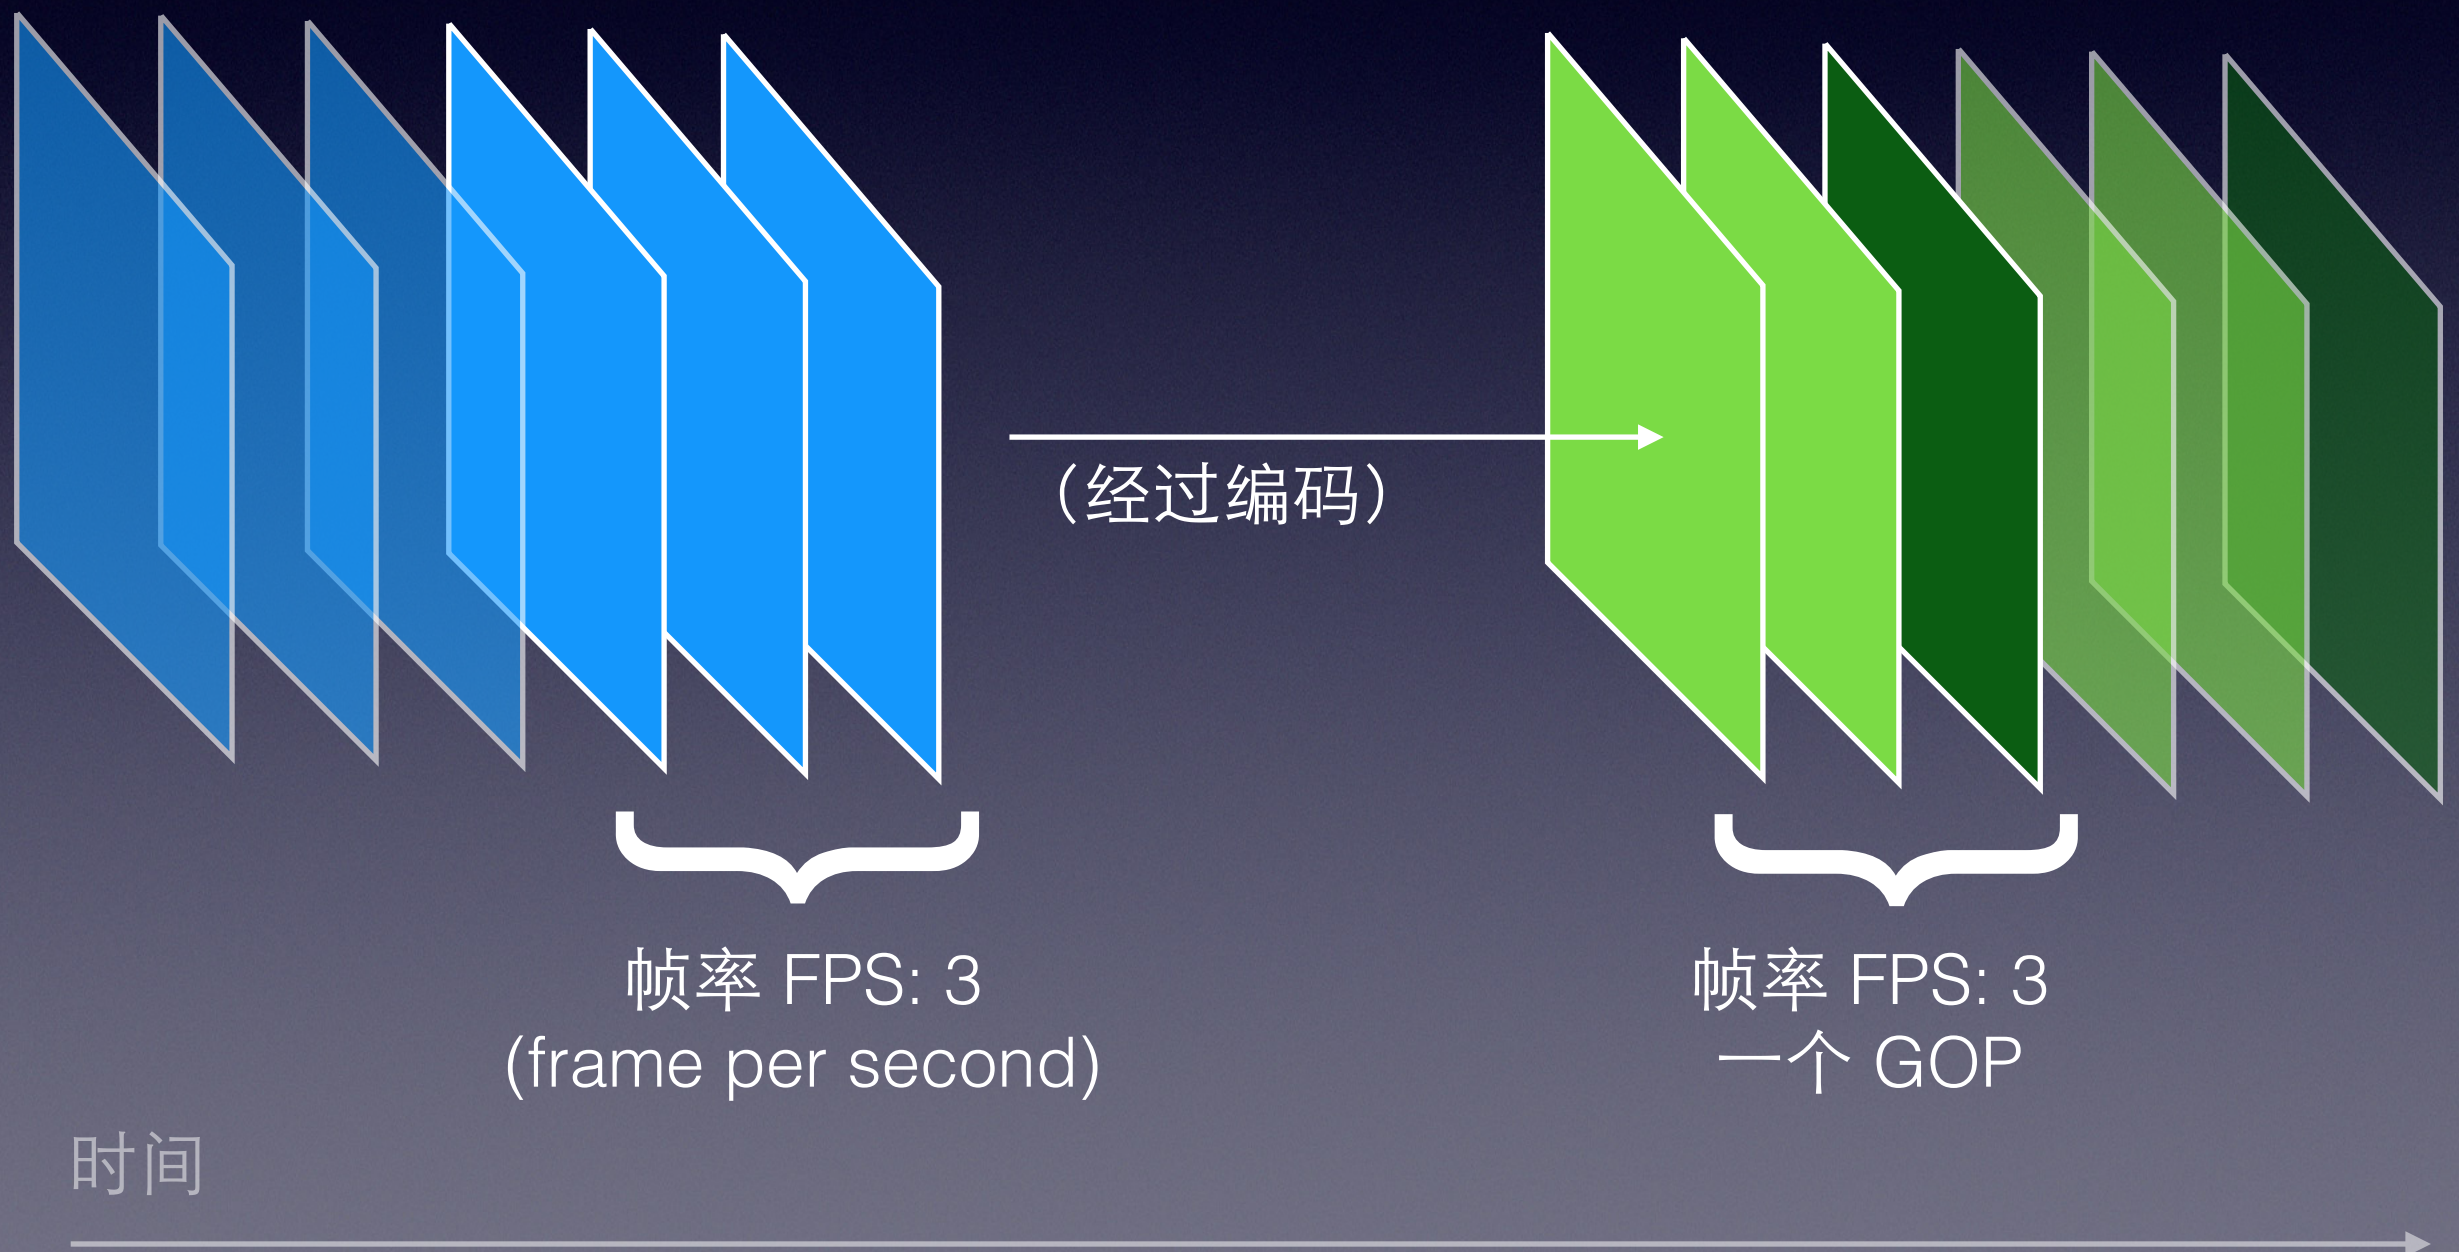 （经过编码）
帧率 FPS: 3
(frame per second)
帧率 FPS: 3
一个 GOP
时间